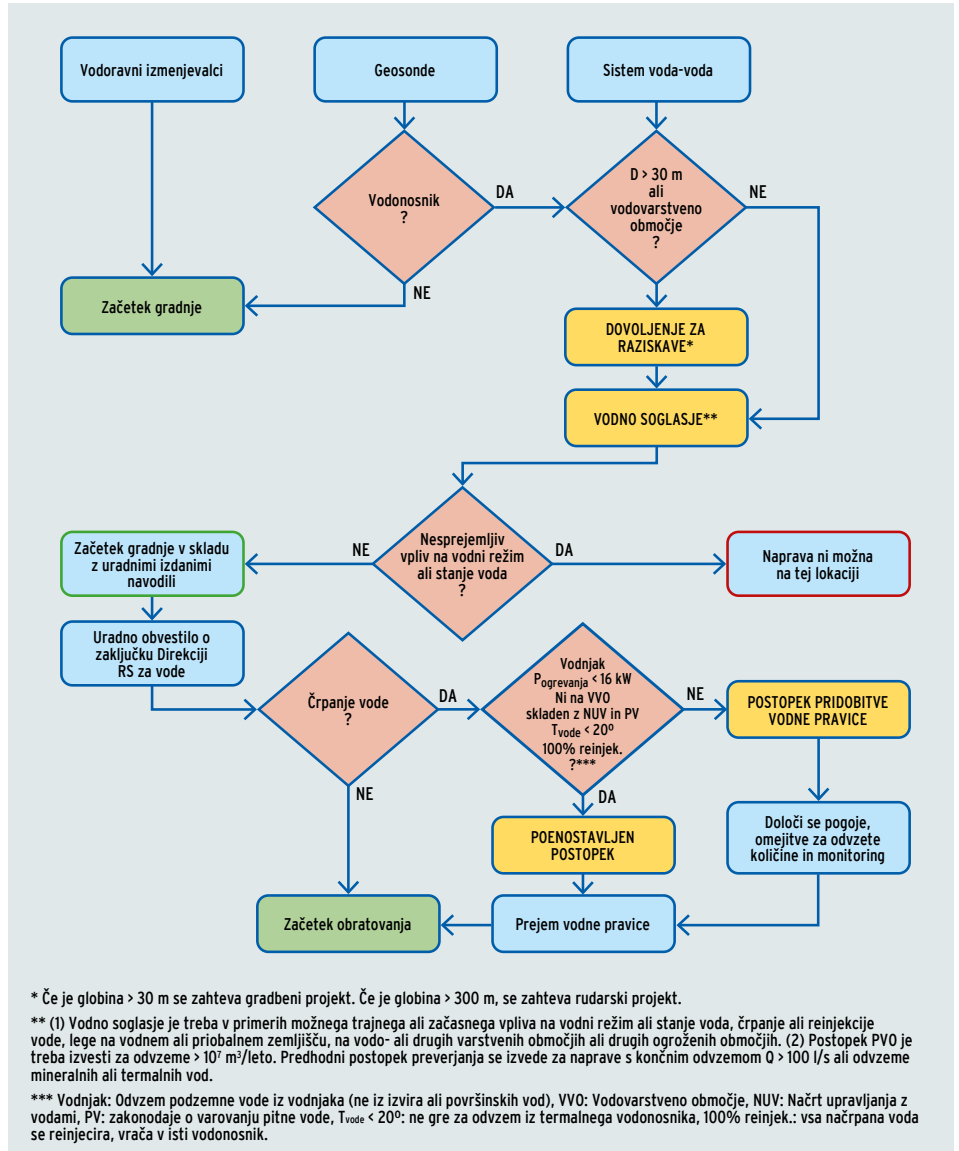 Vodoravni izmenjevalci
Geosonde
Sistem voda-voda
Vodonosnik
?
DA
D > 30 m
ali
vodovarstveno
območje
?
NE
NE
Začetek gradnje
DOVOLJENJE ZA
RAZISKAVE*
VODNO SOGLASJE**
Nesprejemljiv
vpliv na vodni režim
ali stanje voda
?
NE
DA
Začetek gradnje v skladu
z uradnimi izdanimi
navodili
Naprava ni možna
na tej lokaciji
Uradno obvestilo o
zaključku Direkciji
RS za vode
Črpanje vode
?
DA
Vodnjak
Pogrevanja < 16 kW
Ni na VVO
skladen z NUV in PV
Tvode < 20º
100% reinjek.
?***
NE
POSTOPEK PRIDOBITVE
VODNE PRAVICE
NE
DA
POENOSTAVLJEN
POSTOPEK
Določi se pogoje,
omejitve za odvzete
količine in monitoring
Začetek obratovanja
Prejem vodne pravice
* Če je globina > 30 m se zahteva gradbeni projekt. Če je globina > 300 m, se zahteva rudarski projekt.
** (1) Vodno soglasje je treba v primerih možnega trajnega ali začasnega vpliva na vodni režim ali stanje voda, črpanje ali reinjekcije
vode, lege na vodnem ali priobalnem zemljišču, na vodo- ali drugih varstvenih območjih ali drugih ogroženih območjih. (2) Postopek PVO je
treba izvesti za odvzeme > 10⁷ m³/leto. Predhodni postopek preverjanja se izvede za naprave s končnim odvzemom Q > 100 l/s ali odvzeme
mineralnih ali termalnih vod.
*** Vodnjak: Odvzem podzemne vode iz vodnjaka (ne iz izvira ali površinskih vod), VVO: Vodovarstveno območje, NUV: Načrt upravljanja z
vodami, PV: zakonodaje o varovanju pitne vode, Tvode < 20º: ne gre za odvzem iz termalnega vodonosnika, 100% reinjek.: vsa načrpana voda
se reinjecira, vrača v isti vodonosnik.